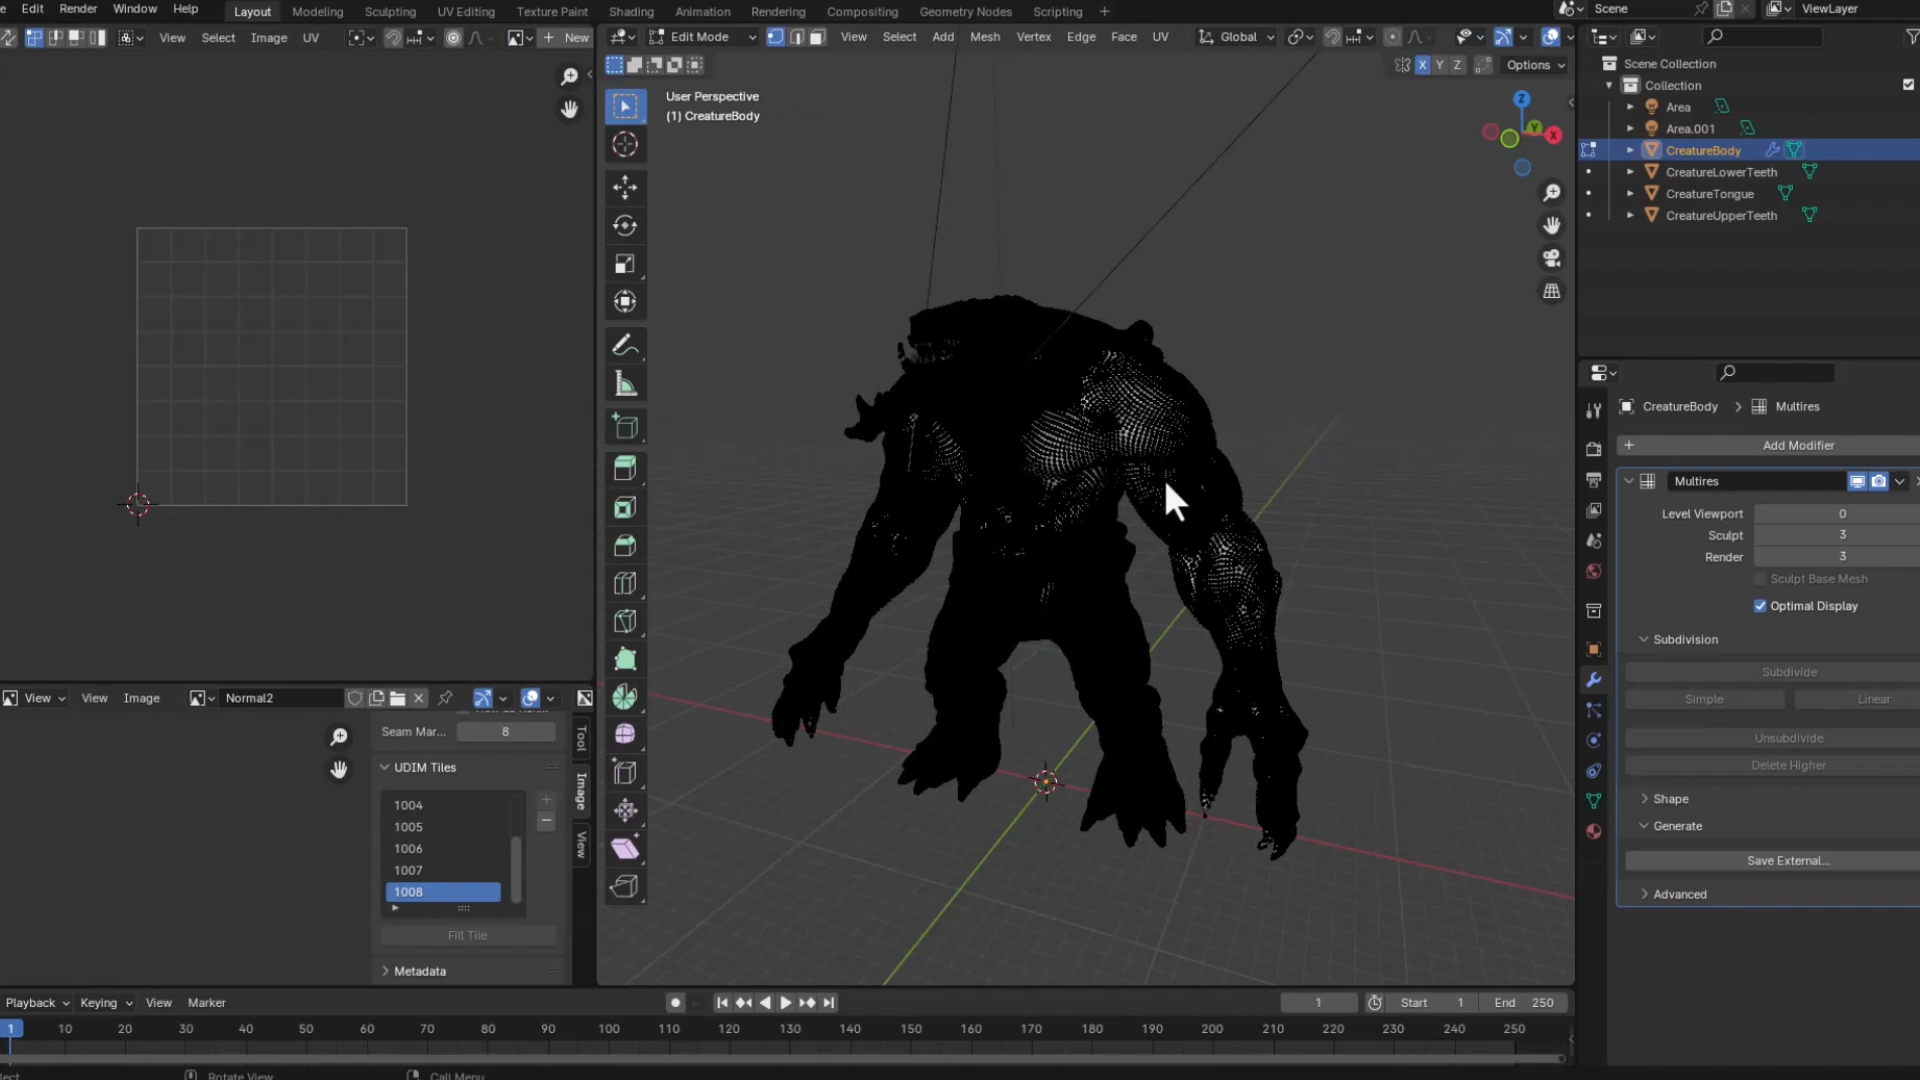 Edit Render Window Help Layout Modeling Sculpting UV Editing Texture Paint Shading Animation Rendering Compositing Geometry Nodes Scripting + Scene ViewLayer
View Select Image UV New Edit Mode View Select Add Mesh Vertex Edge Face UV Global
X Y Z Options
User Perspective
(1) CreatureBody
Z
Y
X
Scene Collection
Collection
Area
Area.001
CreatureBody
CreatureLowerTeeth
CreatureTongue
CreatureUpperTeeth
CreatureBody > Multires
+ Add Modifier
Multires
Level Viewport 0
Sculpt 3
Render 3
Sculpt Base Mesh
Optimal Display
Subdivision
Subdivide
Simple Linear
Unsubdivide
Delete Higher
Shape
Generate
Save External...
Advanced
View View Image Normal2
Seam Mar... 8
UDIM Tiles
1004
1005
1006
1007
1008
Fill Tile
Metadata
Tool
Image
View
Playback Keying View Marker 1 Start 1 End 250
1 10 20 30 40 50 60 70 80 90 100 110 120 130 140 150 160 170 180 190 200 210 220 230 240 250
Rotate View Call Menu